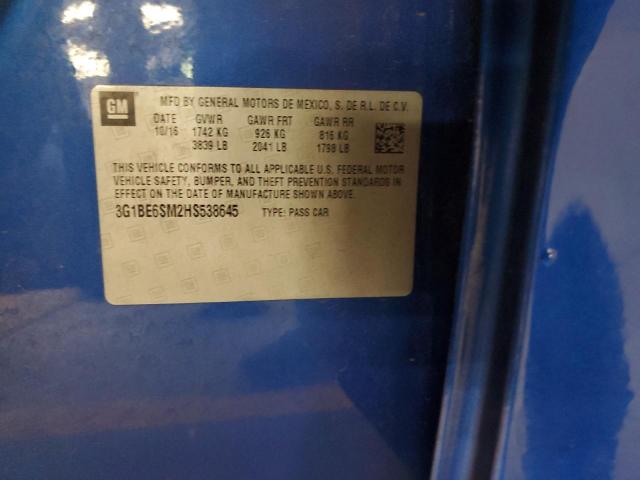 GM
MFD BY GENERAL MOTORS DE MEXICO, S. DE R.L. DE C.V.
DATE GVWR GAWR FRT GAWR RR
10/16 1742 KG 926 KG 816 KG
3839 LB 2041 LB 1798 LB
THIS VEHICLE CONFORMS TO ALL APPLICABLE U.S. FEDERAL MOTOR
VEHICLE SAFETY, BUMPER, AND THEFT PREVENTION STANDARDS IN
EFFECT ON THE DATE OF MANUFACTURE SHOWN ABOVE.
3G1BE6SM2HS538645 TYPE: PASS CAR